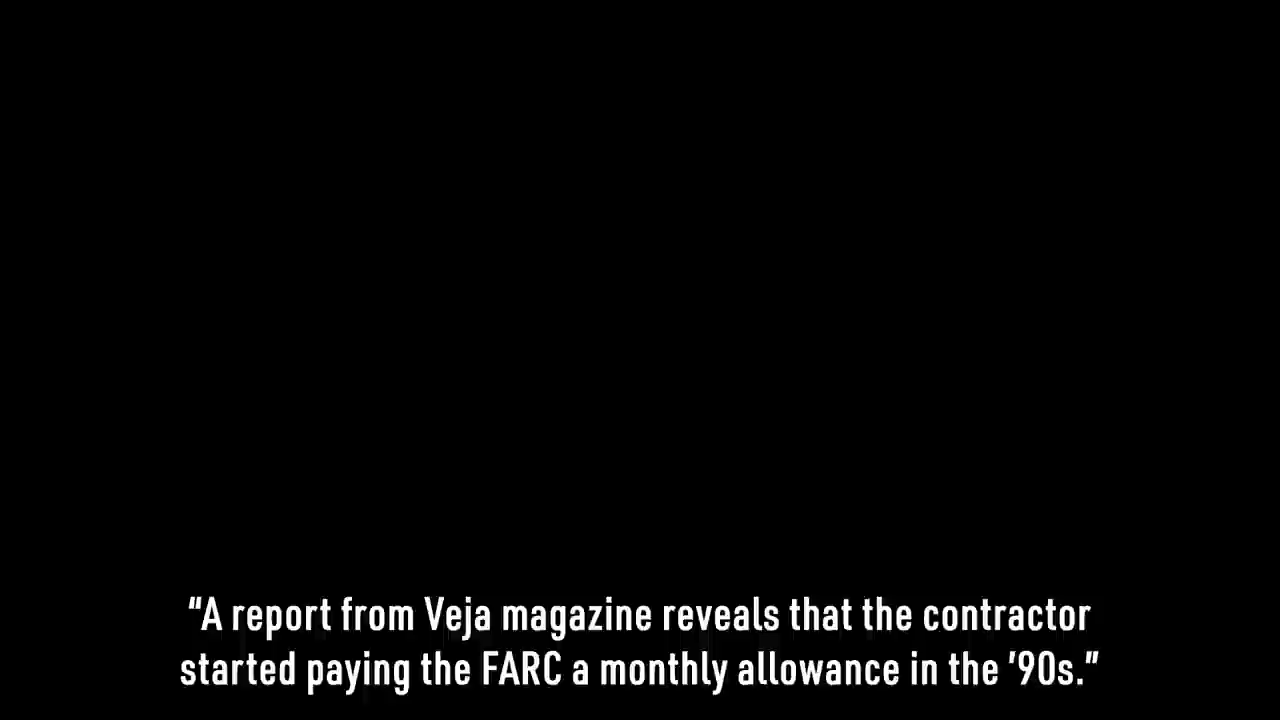 “A report from Veja magazine reveals that the contractor
started paying the FARC a monthly allowance in the ’90s.”